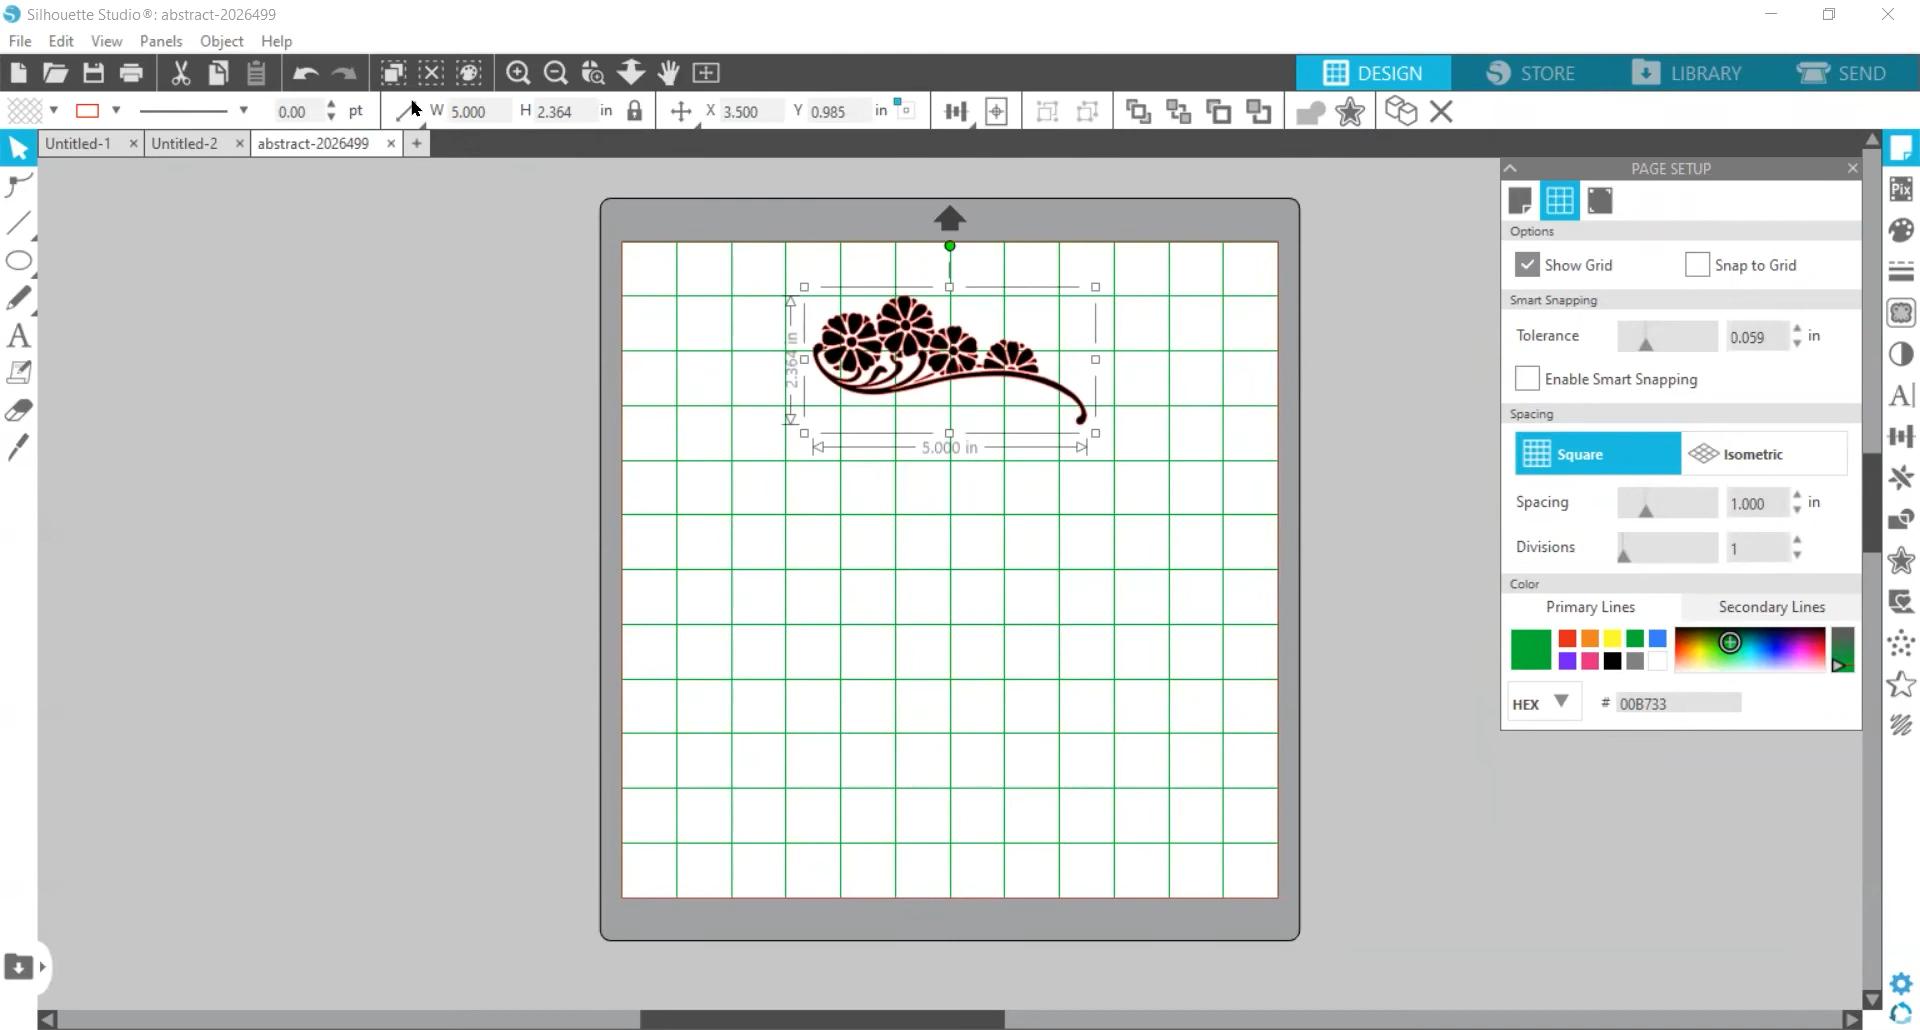 Silhouette Studio®: abstract-2026499
File Edit View Panels Object Help
DESIGN STORE LIBRARY SEND
0.00 pt W 5.000 H 2.364 in X 3.500 Y 0.985 in
Untitled-1 Untitled-2 abstract-2026499
PAGE SETUP
Pix
Options
Show Grid Snap to Grid
Smart Snapping
Tolerance 0.059 in
Enable Smart Snapping
Spacing
Square Isometric
Spacing 1.000 in
Divisions 1
Color
Primary Lines Secondary Lines
HEX # 00B733
2.364 in
5.000 in